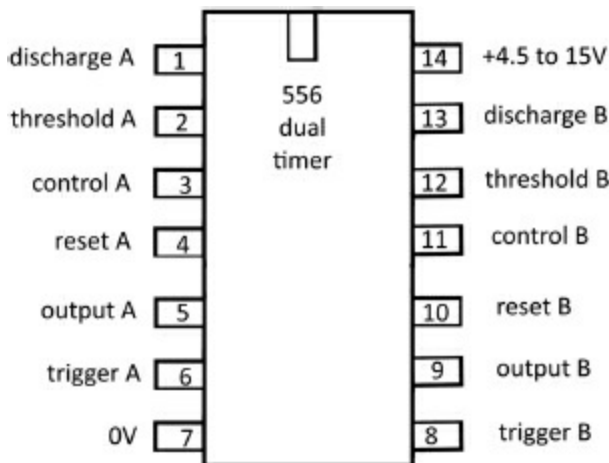 discharge A 1 14 +4.5 to 15V
556
dual
timer
threshold A 2 13 discharge B
control A 3 12 threshold B
reset A 4 11 control B
output A 5 10 reset B
trigger A 6 9 output B
0V 7 8 trigger B